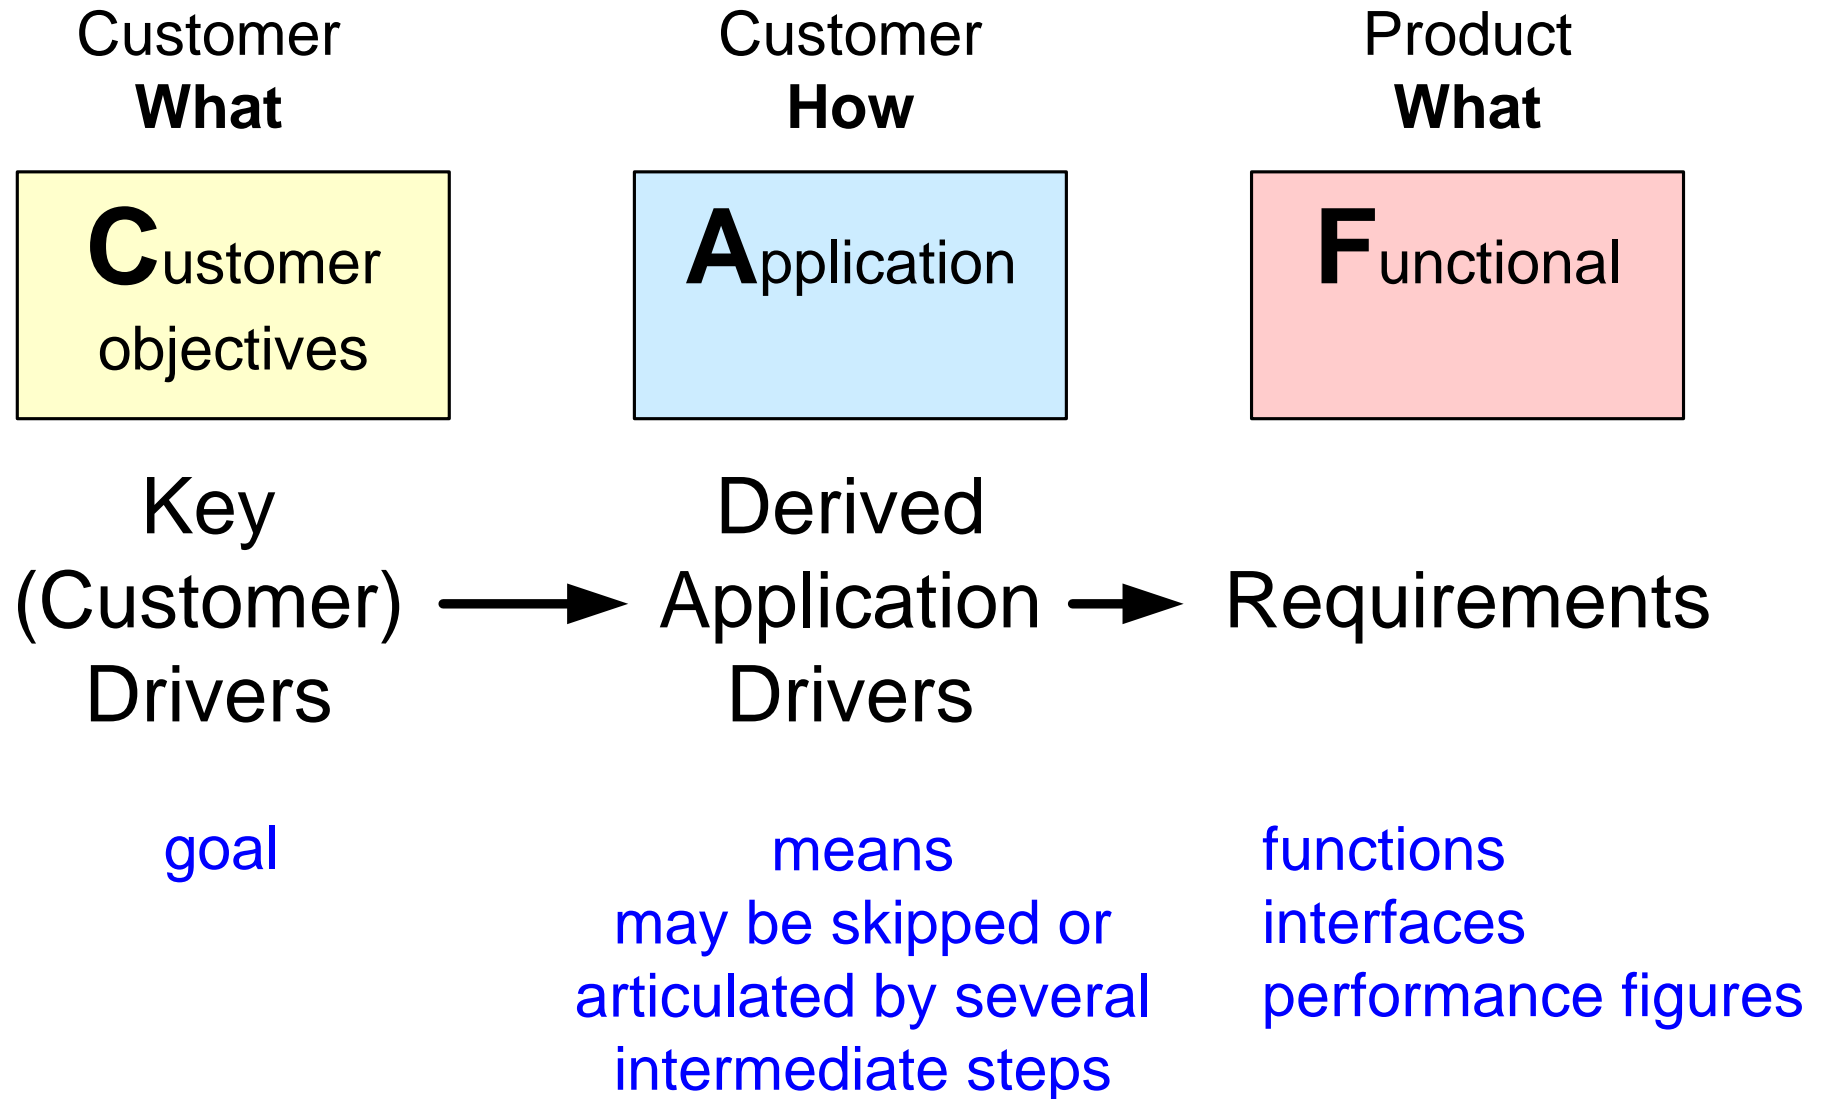 Customer
What
Customer
How
Product
What
Customer
objectives
Application
Functional
Key
(Customer)
Drivers
Derived
Application
Drivers
Requirements
goal
means
may be skipped or
articulated by several
intermediate steps
functions
interfaces
performance figures